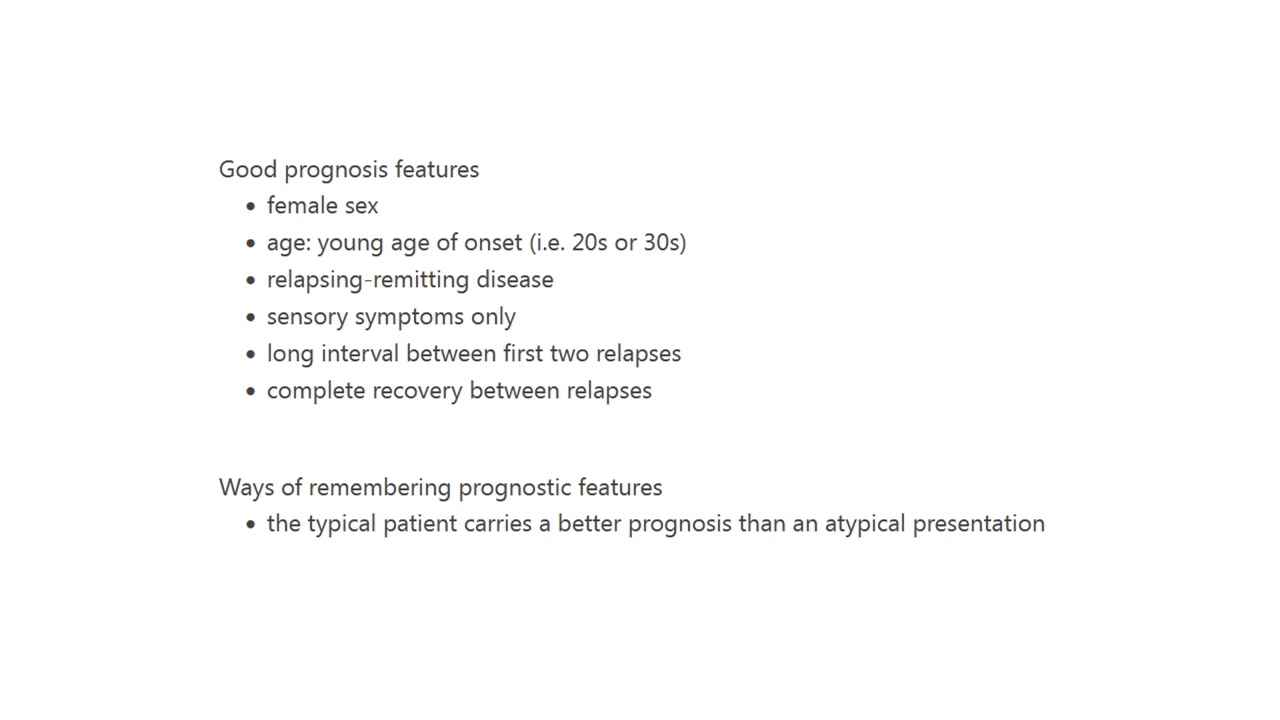 Good prognosis features
• female sex
• age: young age of onset (i.e. 20s or 30s)
• relapsing-remitting disease
• sensory symptoms only
• long interval between first two relapses
• complete recovery between relapses
Ways of remembering prognostic features
• the typical patient carries a better prognosis than an atypical presentation